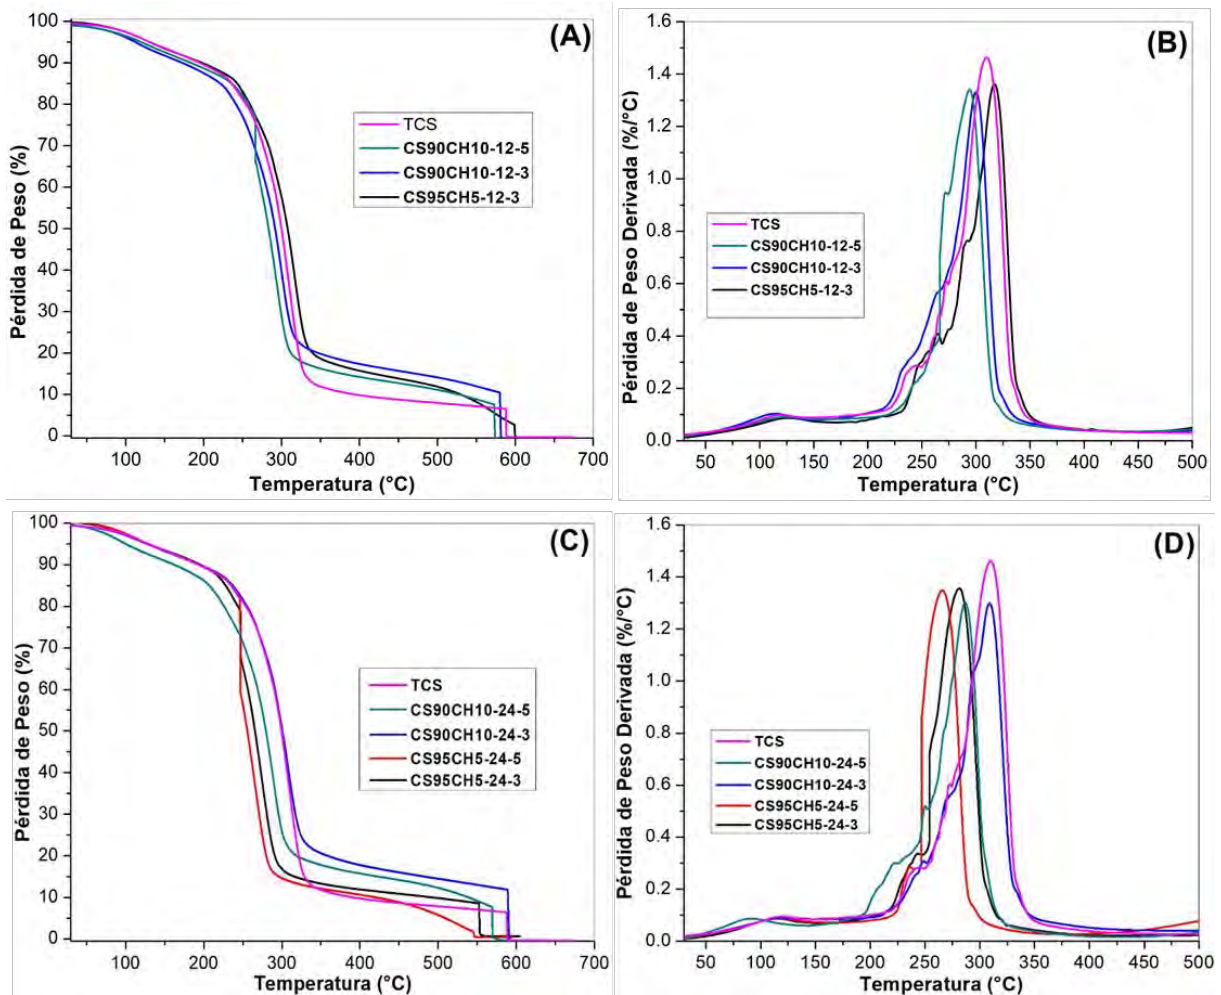 (A)
100
90
80
70
60
50
40
30
20
10
0
Pérdida de Peso (%)
TCS
CS90CH10-12-5
CS90CH10-12-3
CS95CH5-12-3
100 200 300 400 500 600 700
Temperatura (°C)
(B)
1.6
1.4
1.2
1.0
0.8
0.6
0.4
0.2
0.0
Pérdida de Peso Derivada (%/°C)
TCS
CS90CH10-12-5
CS90CH10-12-3
CS95CH5-12-3
50 100 150 200 250 300 350 400 450 500
Temperatura (°C)
(C)
100
90
80
70
60
50
40
30
20
10
0
Pérdida de Peso (%)
TCS
CS90CH10-24-5
CS90CH10-24-3
CS95CH5-24-5
CS95CH5-24-3
100 200 300 400 500 600 700
Temperatura (°C)
(D)
1.6
1.4
1.2
1.0
0.8
0.6
0.4
0.2
0.0
Pérdida de Peso Derivada (%/°C)
TCS
CS90CH10-24-5
CS90CH10-24-3
CS95CH5-24-5
CS95CH5-24-3
50 100 150 200 250 300 350 400 450 500
Temperatura (°C)